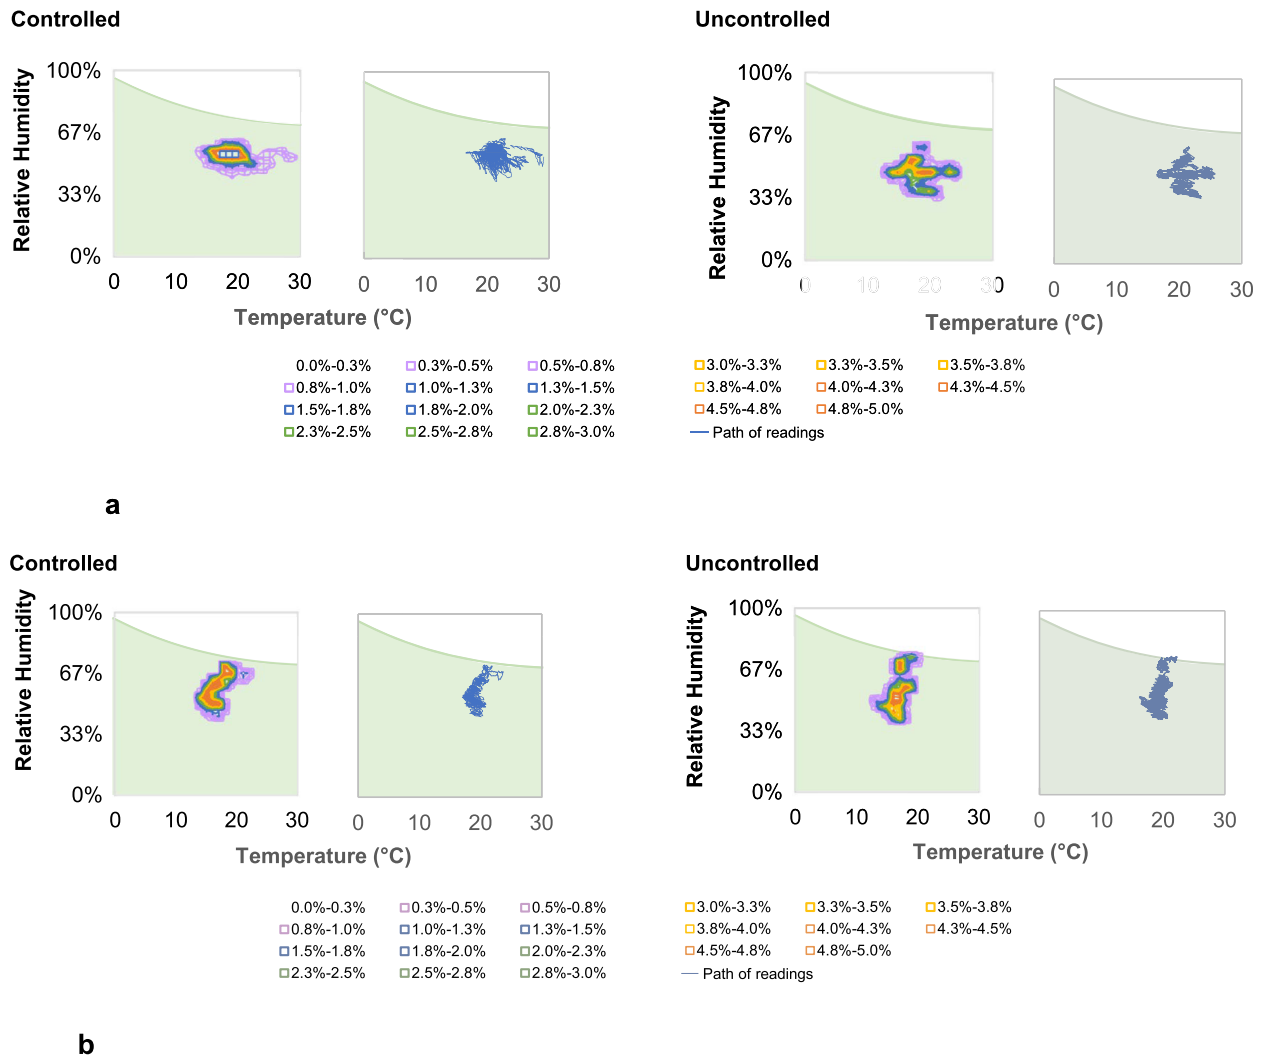 Controlled
Uncontrolled
Relative Humidity
100%
67%
33%
0%
0 10 20 30
0 10 20 30
Temperature (°C)
Relative Humidity
100%
67%
33%
0%
0 10 20 30
0 10 20 30
Temperature (°C)
0.0%-0.3% 0.3%-0.5% 0.5%-0.8%
0.8%-1.0% 1.0%-1.3% 1.3%-1.5%
1.5%-1.8% 1.8%-2.0% 2.0%-2.3%
2.3%-2.5% 2.5%-2.8% 2.8%-3.0%
3.0%-3.3% 3.3%-3.5% 3.5%-3.8%
3.8%-4.0% 4.0%-4.3% 4.3%-4.5%
4.5%-4.8% 4.8%-5.0%
Path of readings
a
Controlled
Uncontrolled
Relative Humidity
100%
67%
33%
0%
0 10 20 30
0 10 20 30
Temperature (°C)
Relative Humidity
100%
67%
33%
0%
0 10 20 30
0 10 20 30
Temperature (°C)
0.0%-0.3% 0.3%-0.5% 0.5%-0.8%
0.8%-1.0% 1.0%-1.3% 1.3%-1.5%
1.5%-1.8% 1.8%-2.0% 2.0%-2.3%
2.3%-2.5% 2.5%-2.8% 2.8%-3.0%
3.0%-3.3% 3.3%-3.5% 3.5%-3.8%
3.8%-4.0% 4.0%-4.3% 4.3%-4.5%
4.5%-4.8% 4.8%-5.0%
Path of readings
b